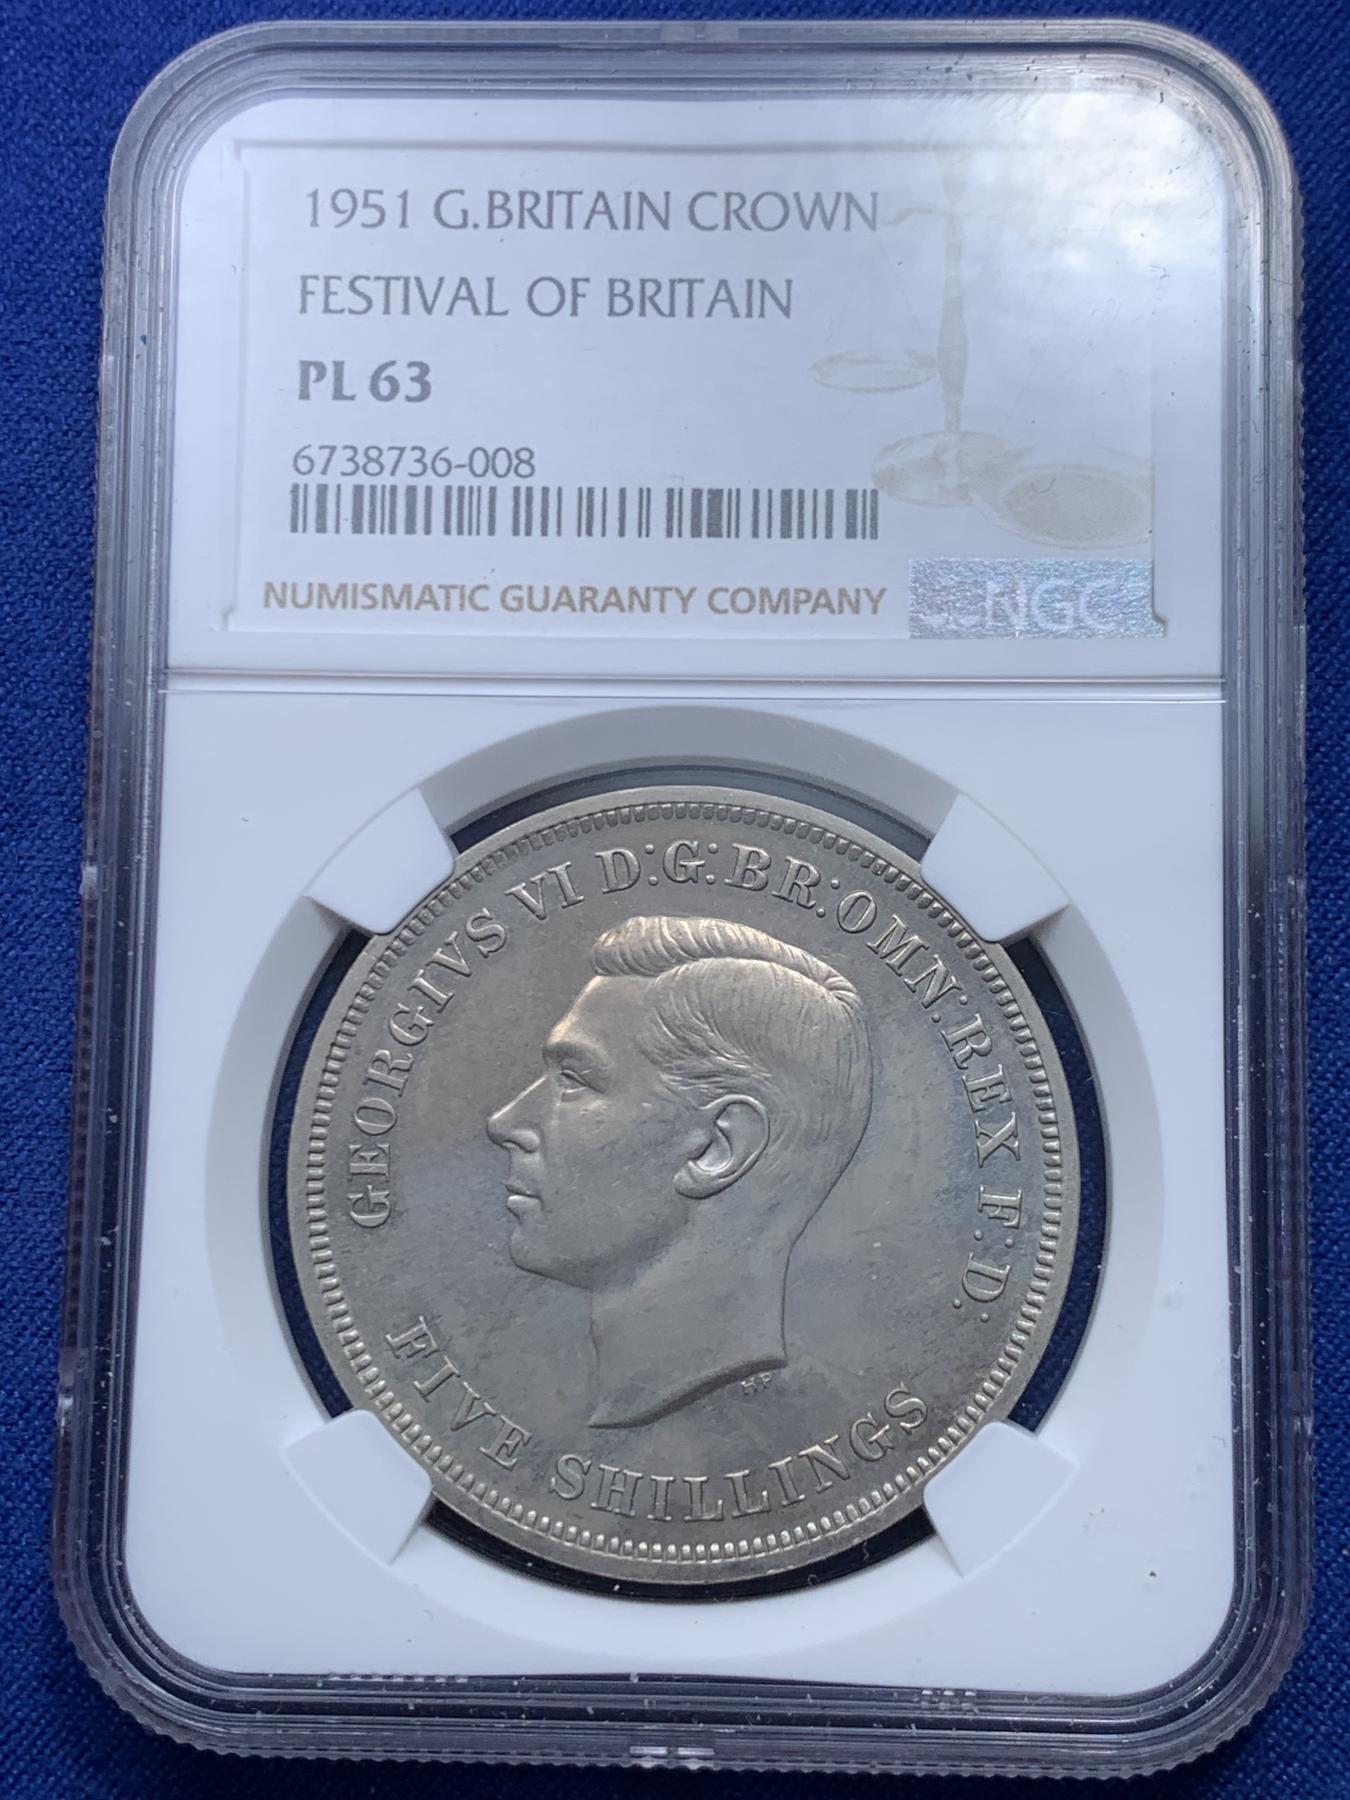 1951 G.BRITAIN CROWN
FESTIVAL OF BRITAIN
PL 63
6738736-008
NUMISMATIC GUARANTY COMPANY
NGC
GEORGIVS VI D:G:BR:OMN:REX F:D:
HP
FIVE SHILLINGS